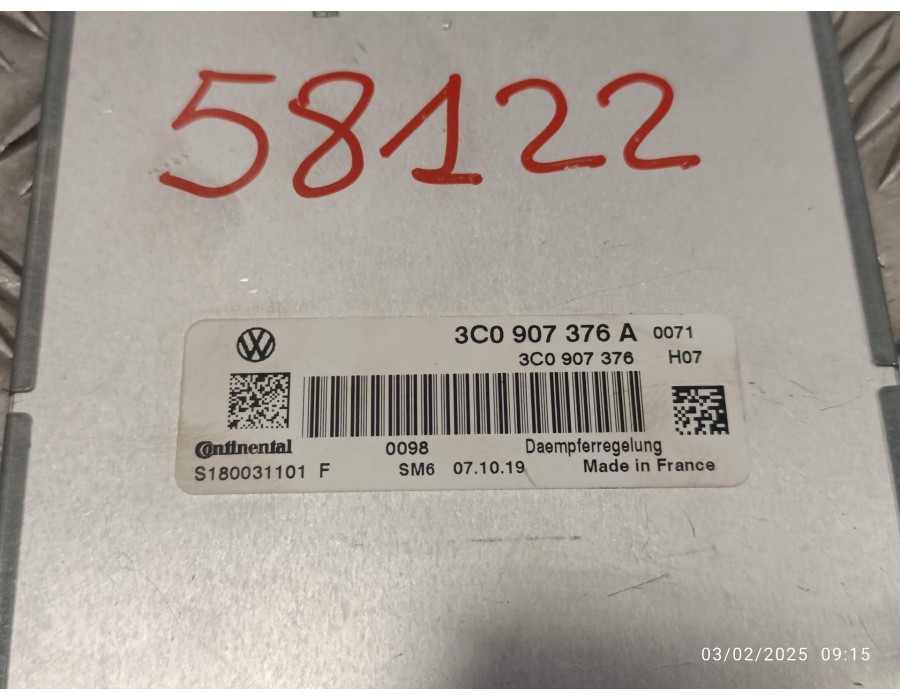 58122
3C0 907 376 A 0071
3C0 907 376 H07
Continental 0098 Daempferregelung
S180031101 F SM6 07.10.19 Made in France
03/02/2025 09:15